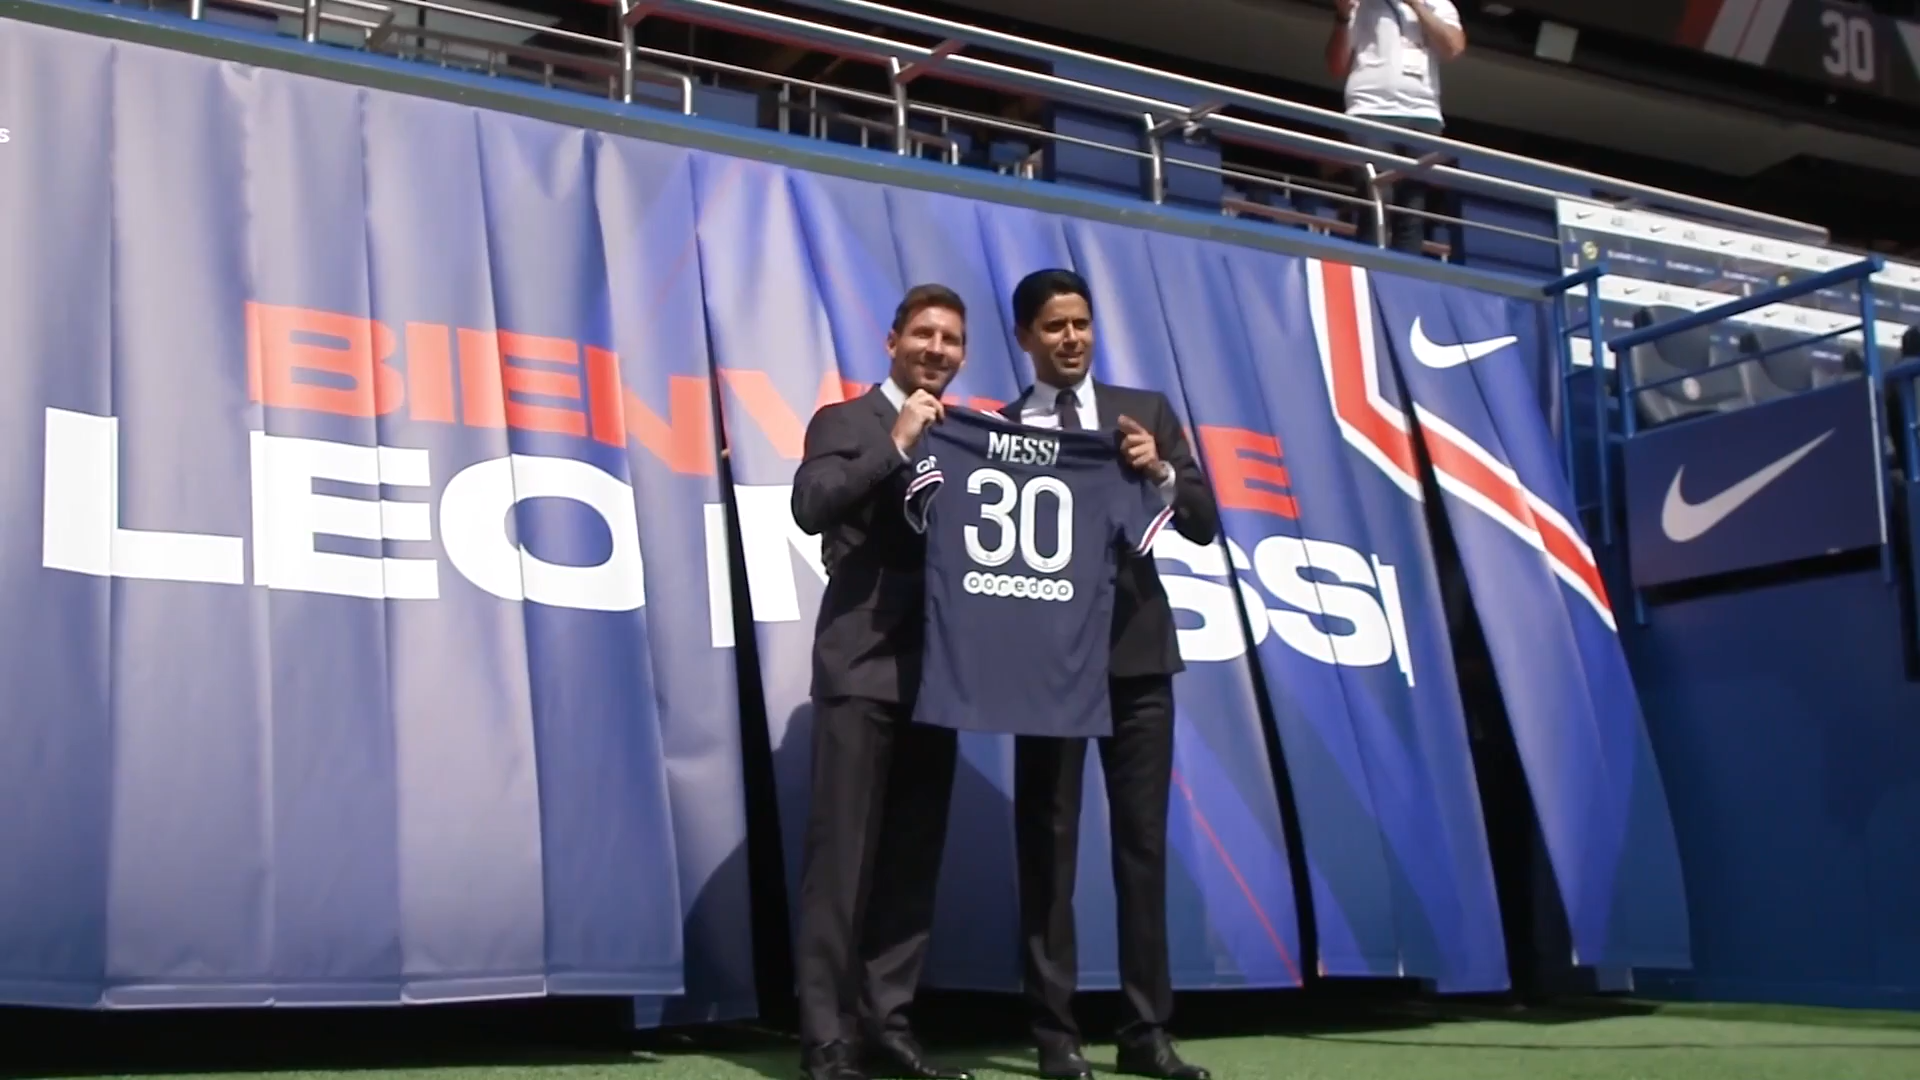 30
BIENV E
LEO M SSI
MESSI
30
ooredoo